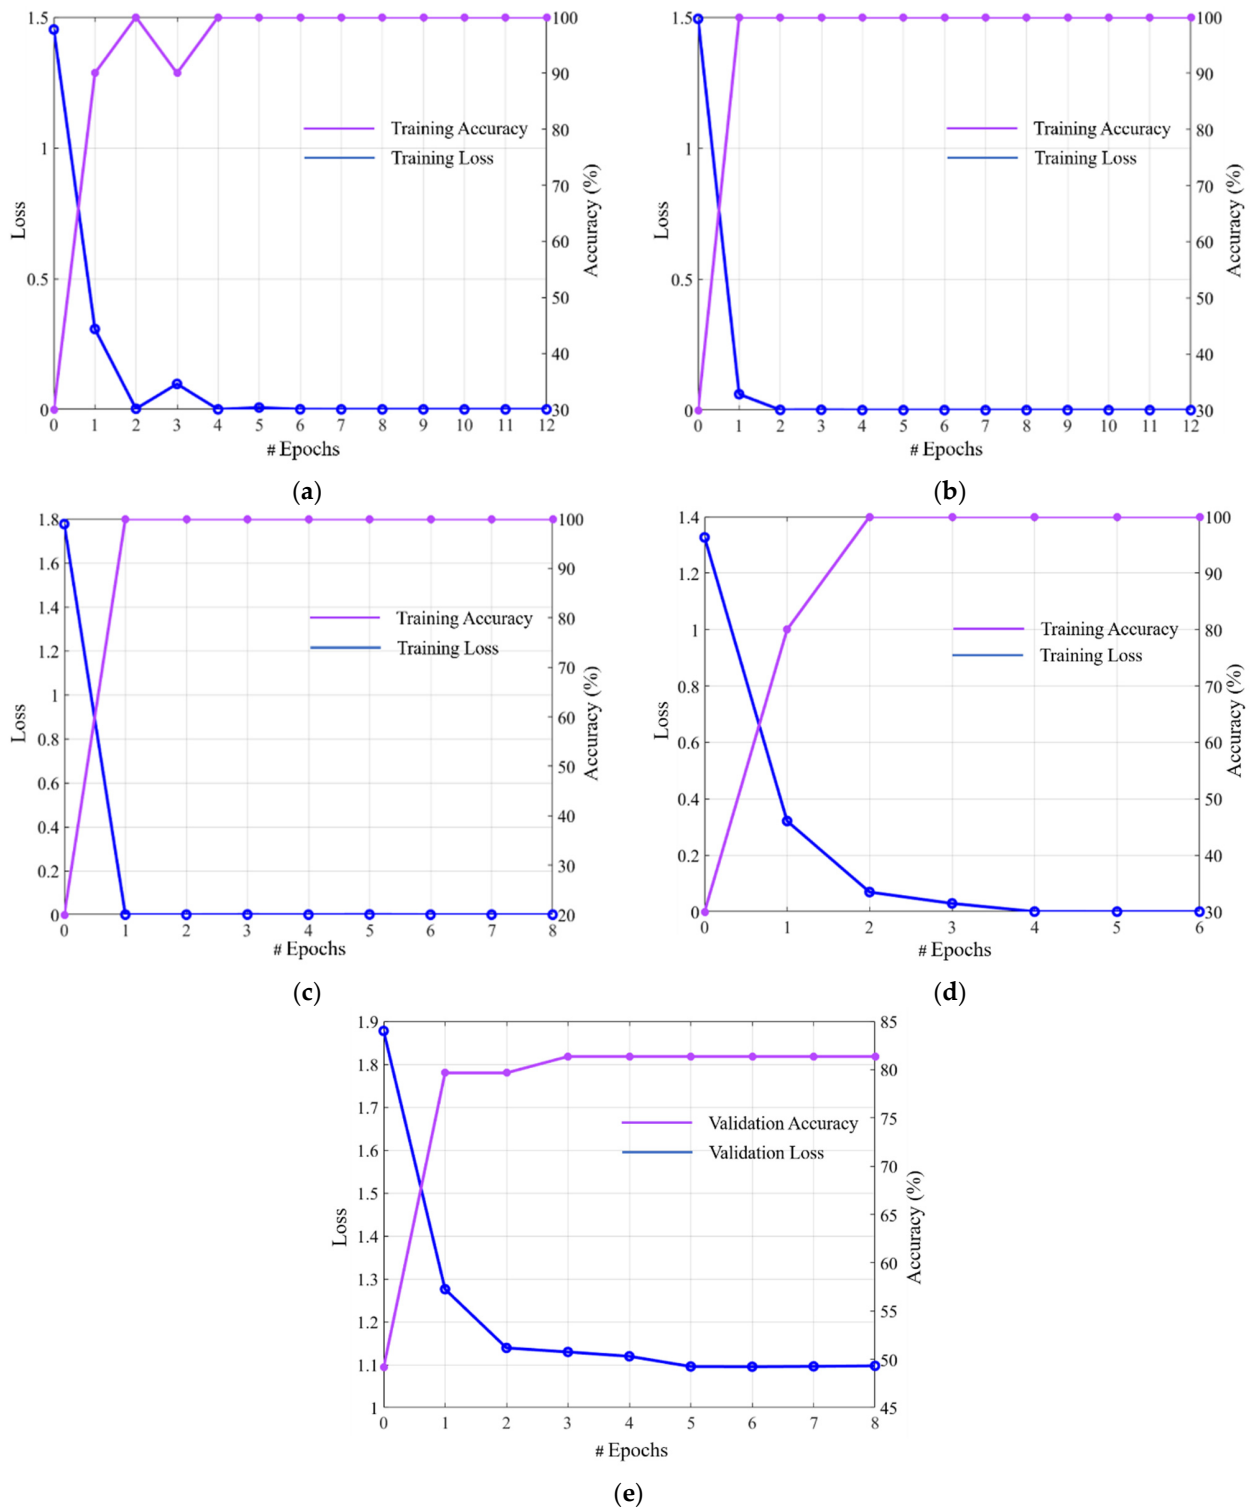 1.5
1
0.5
0
Loss
100
90
80
70
60
50
40
30
Accuracy (%)
Training Accuracy
Training Loss
0 1 2 3 4 5 6 7 8 9 10 11 12
# Epochs
(a)
1.5
1
0.5
0
Loss
100
90
80
70
60
50
40
30
Accuracy (%)
Training Accuracy
Training Loss
0 1 2 3 4 5 6 7 8 9 10 11 12
# Epochs
(b)
1.8
1.6
1.4
1.2
1
0.8
0.6
0.4
0.2
0
Loss
100
90
80
70
60
50
40
30
20
Accuracy (%)
Training Accuracy
Training Loss
0 1 2 3 4 5 6 7 8
# Epochs
(c)
1.4
1.2
1
0.8
0.6
0.4
0.2
0
Loss
100
90
80
70
60
50
40
30
Accuracy (%)
Training Accuracy
Training Loss
0 1 2 3 4 5 6
# Epochs
(d)
1.9
1.8
1.7
1.6
1.5
1.4
1.3
1.2
1.1
1
Loss
85
80
75
70
65
60
55
50
45
Accuracy (%)
Validation Accuracy
Validation Loss
0 1 2 3 4 5 6 7 8
# Epochs
(e)